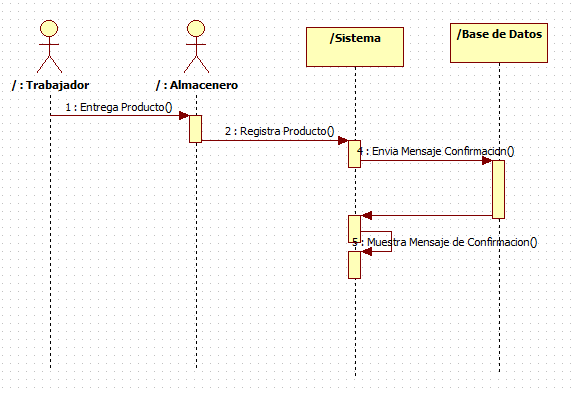 /Sistema
/Base de Datos
/ : Trabajador
/ : Almacenero
1 : Entrega Producto()
2 : Registra Producto()
4 : Envia Mensaje Confirmacion()
5 : Muestra Mensaje de Confirmacion()